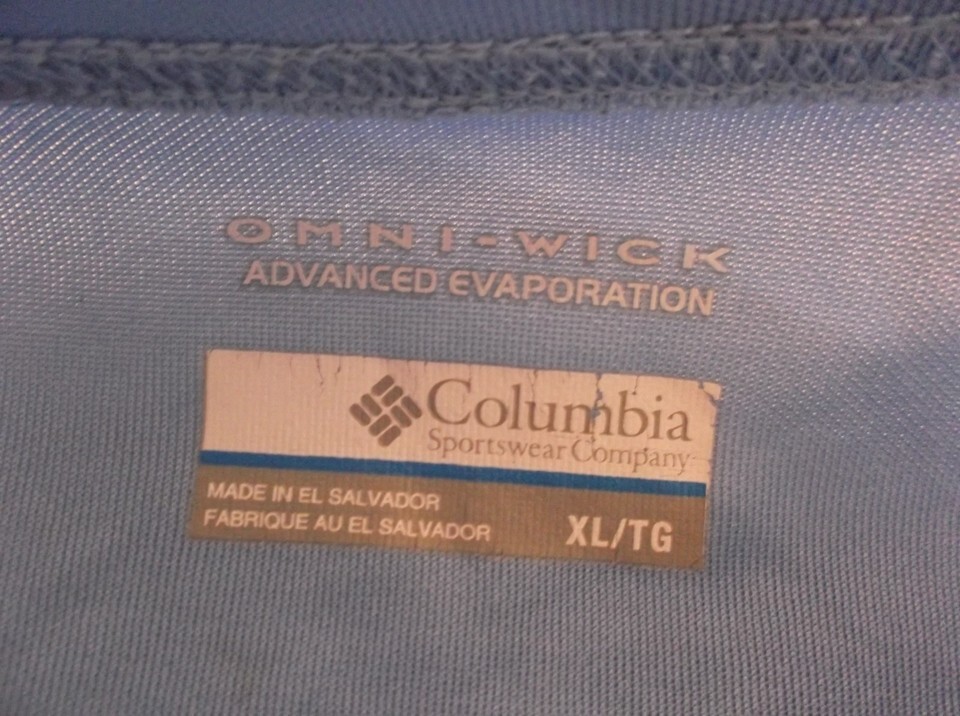 OMNI-WICK
ADVANCED EVAPORATION
Columbia
Sportswear Company
MADE IN EL SALVADOR
FABRIQUE AU EL SALVADOR
XL/TG